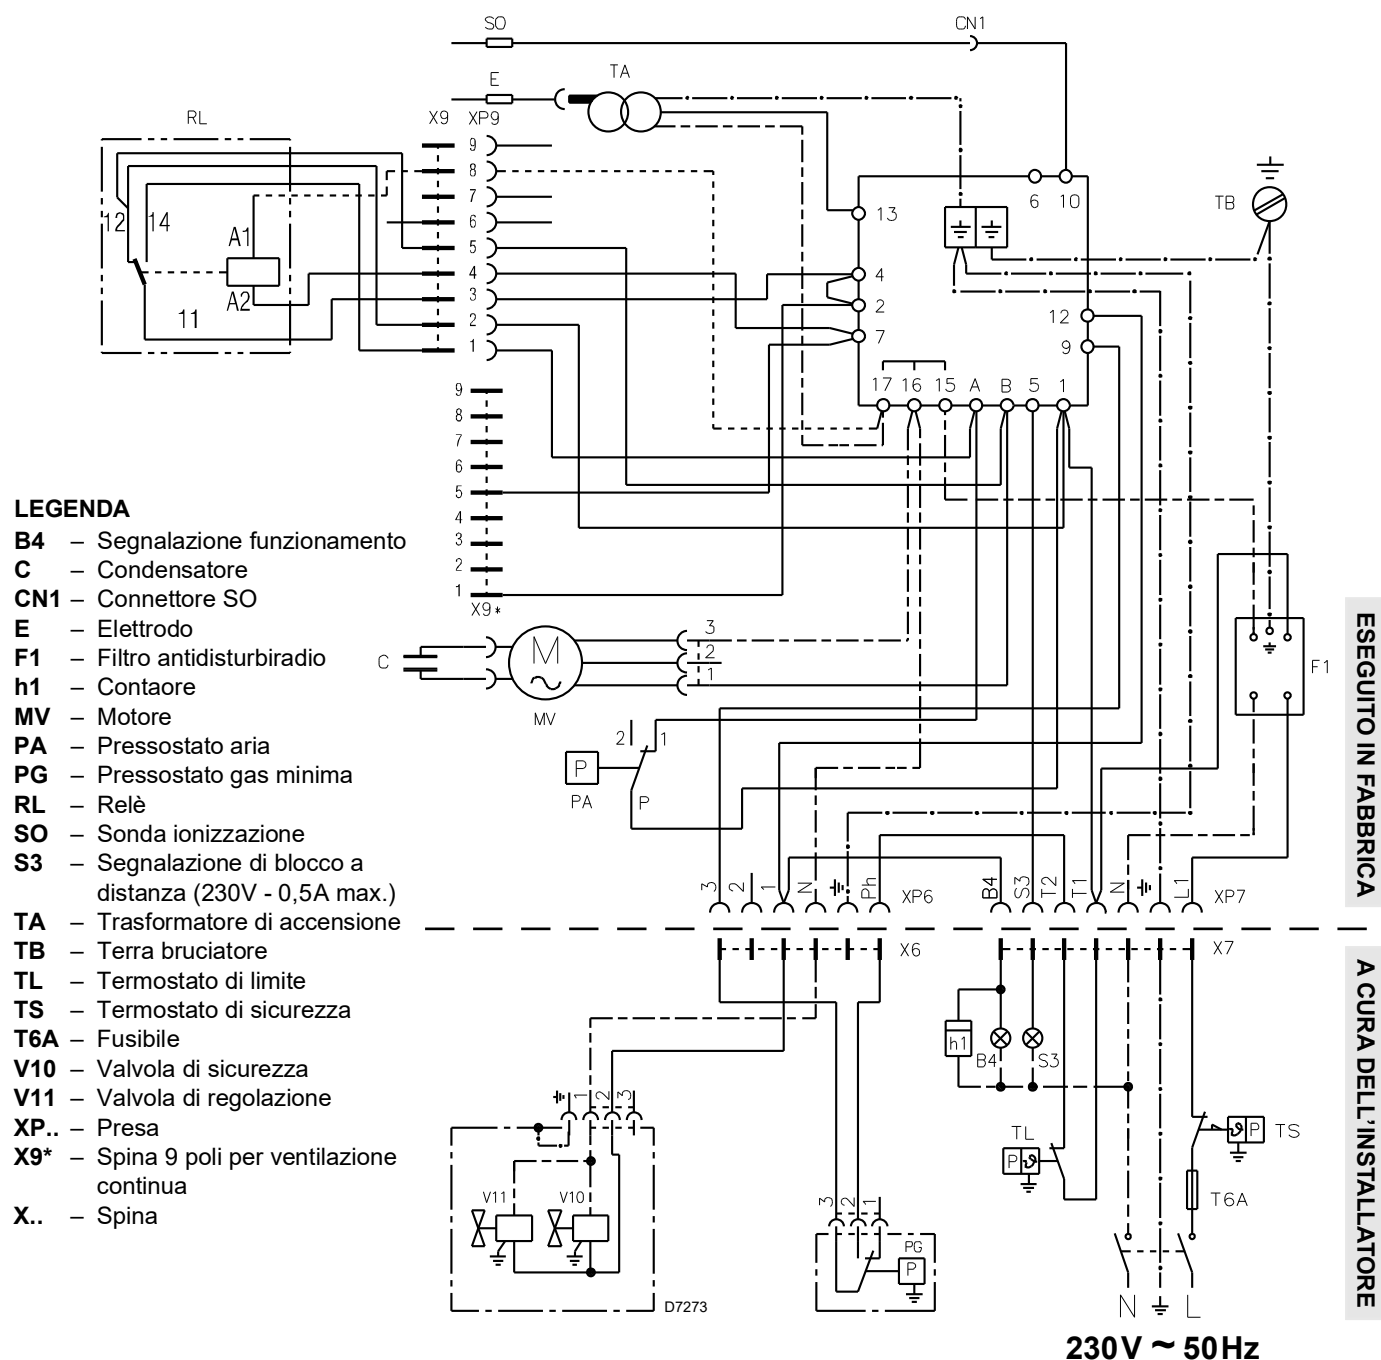 SO
CN1
E
TA
RL
X9 XP9
9
8
7
6
5
4
3
2
1
12 14
A1
A2
11
6 10
13
4
2
7
12
9
17 16 15 A B 5 1
TB
9
8
7
6
5
4
3
2
1
X9*
LEGENDA
B4 – Segnalazione funzionamento
C – Condensatore
CN1 – Connettore SO
E – Elettrodo
F1 – Filtro antidisturbiradio
h1 – Contaore
MV – Motore
PA – Pressostato aria
PG – Pressostato gas minima
RL – Relè
SO – Sonda ionizzazione
S3 – Segnalazione di blocco a
distanza (230V - 0,5A max.)
TA – Trasformatore di accensione
TB – Terra bruciatore
TL – Termostato di limite
TS – Termostato di sicurezza
T6A – Fusibile
V10 – Valvola di sicurezza
V11 – Valvola di regolazione
XP.. – Presa
X9* – Spina 9 poli per ventilazione
continua
X.. – Spina
C
M
MV
3
2
1
F1
2 1
P
PA
P
3 2 1 N Ph XP6
B4 S3 T2 T1 N L1 XP7
X6
X7
ESEGUITO IN FABBRICA
A CURA DELL'INSTALLATORE
h1
B4 S3
1 2 3
V11 V10
D7273
3 2 1
PG
P
TL
P ϑ
ϑ P TS
T6A
N L
230V ~ 50Hz